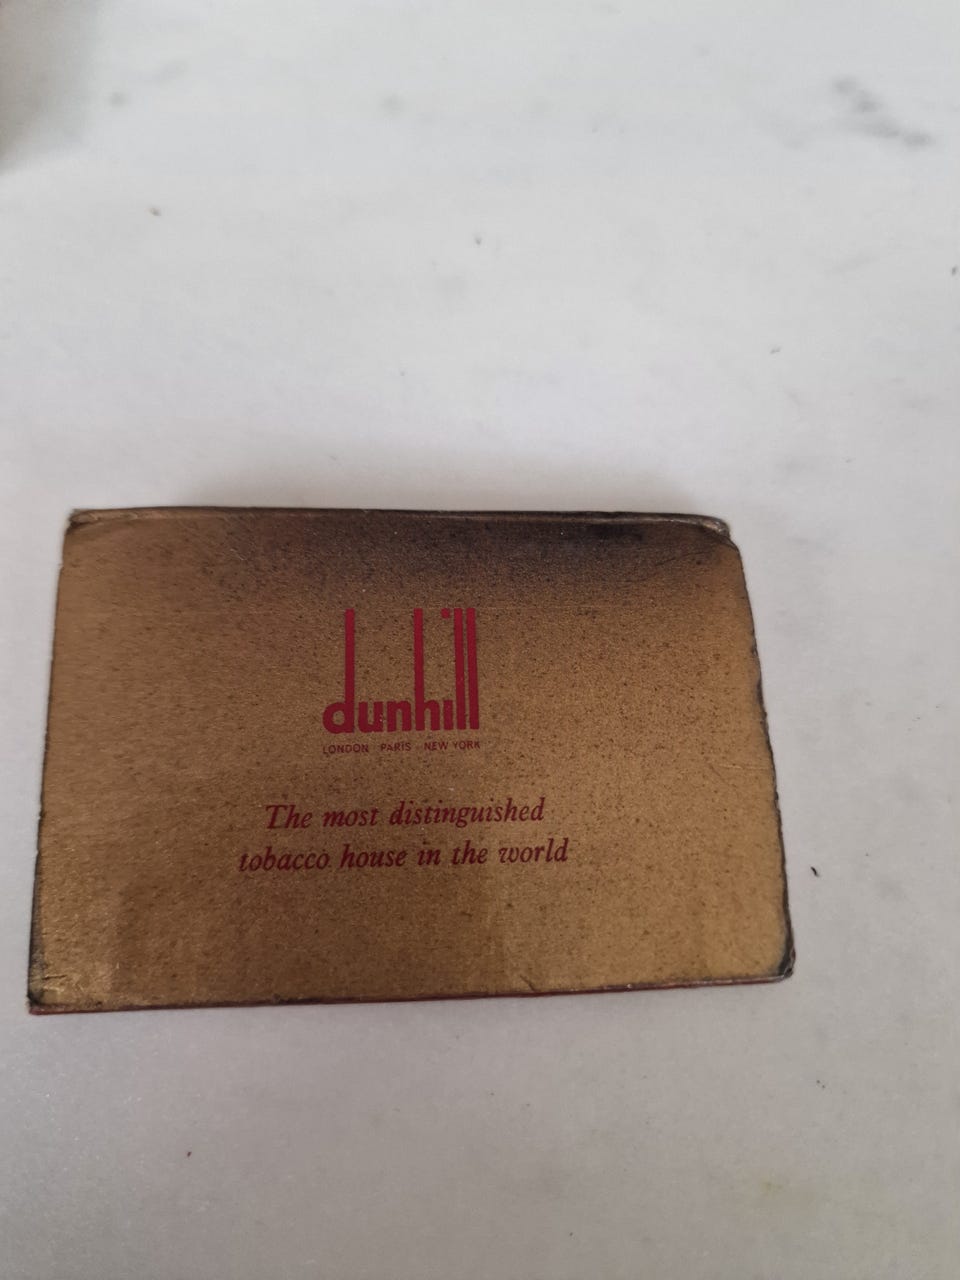 dunhill
LONDON PARIS NEW YORK
The most distinguished
tobacco house in the world